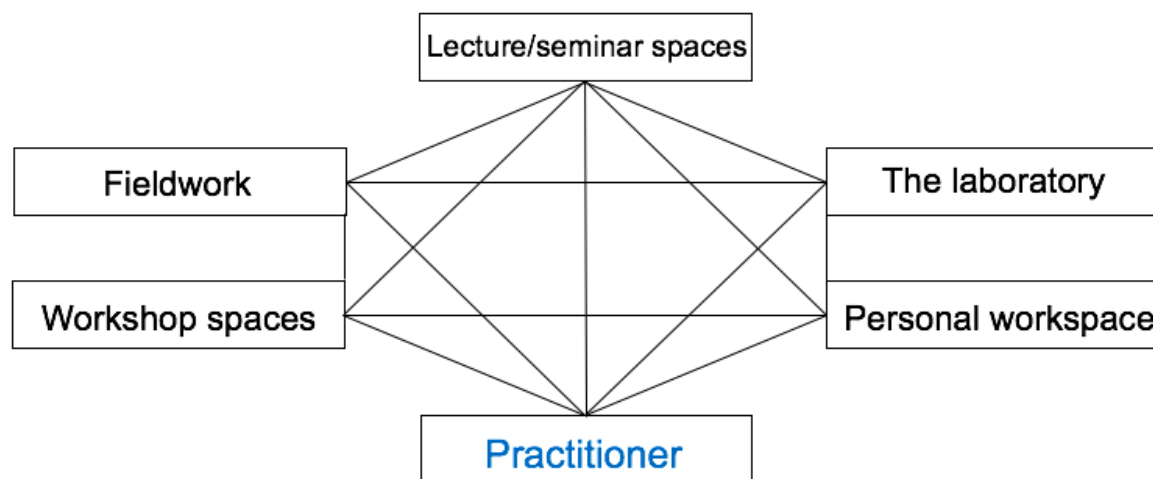 Lecture/seminar spaces
Fieldwork
The laboratory
Workshop spaces
Personal workspace
Practitioner